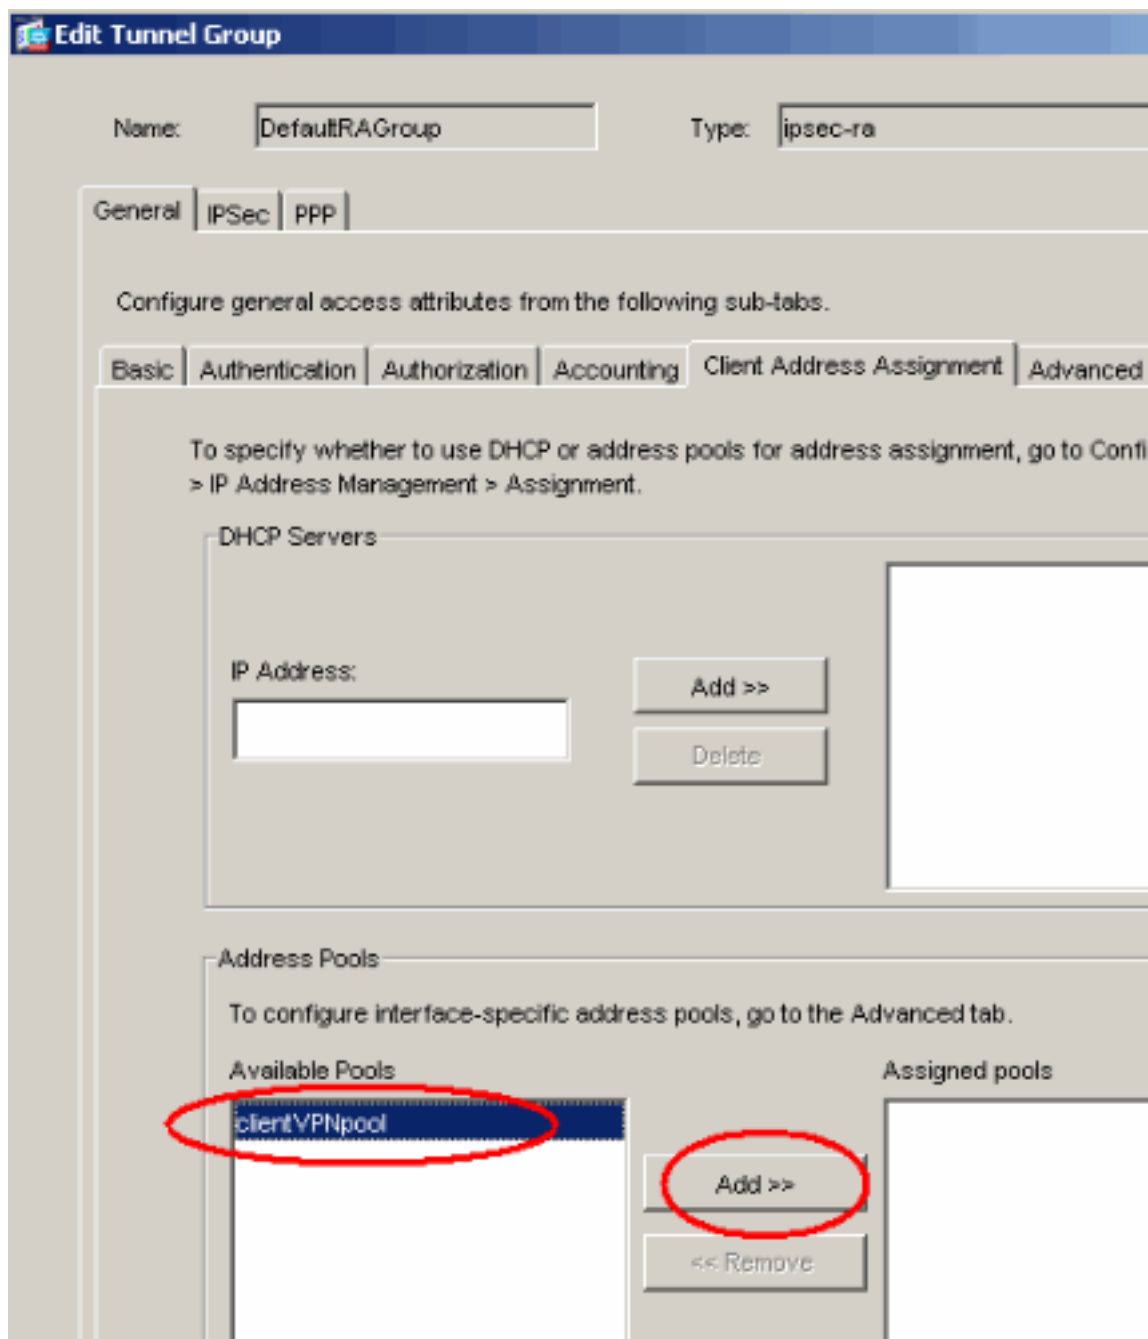 Edit Tunnel Group
Name: DefaultRAGroup Type: ipsec-ra
General IPSec PPP
Configure general access attributes from the following sub-tabs.
Basic Authentication Authorization Accounting Client Address Assignment Advanced
To specify whether to use DHCP or address pools for address assignment, go to Confi
> IP Address Management > Assignment.
DHCP Servers
IP Address:
Add >>
Delete
Address Pools
To configure interface-specific address pools, go to the Advanced tab.
Available Pools Assigned pools
clientVPNpool
Add >>
<< Remove